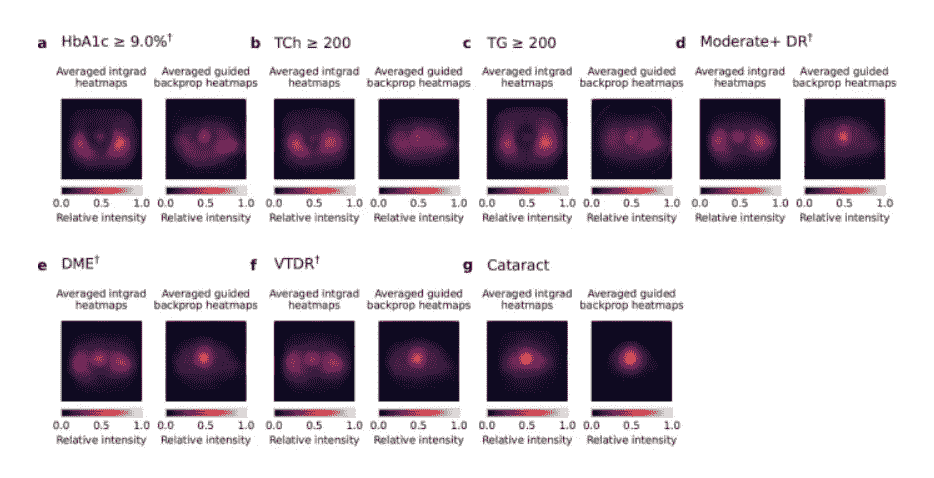 a HbA1c ≥ 9.0%† b TCh ≥ 200 c TG ≥ 200 d Moderate+ DR†
Averaged intgrad Averaged guided Averaged intgrad Averaged guided Averaged intgrad Averaged guided Averaged intgrad Averaged guided
heatmaps backprop heatmaps heatmaps backprop heatmaps heatmaps backprop heatmaps heatmaps backprop heatmaps
0.0 0.5 1.0 0.0 0.5 1.0 0.0 0.5 1.0 0.0 0.5 1.0 0.0 0.5 1.0 0.0 0.5 1.0 0.0 0.5 1.0 0.0 0.5 1.0
Relative intensity Relative intensity Relative intensity Relative intensity Relative intensity Relative intensity Relative intensity Relative intensity
e DME† f VTDR† g Cataract
Averaged intgrad Averaged guided Averaged intgrad Averaged guided Averaged intgrad Averaged guided
heatmaps backprop heatmaps heatmaps backprop heatmaps heatmaps backprop heatmaps
0.0 0.5 1.0 0.0 0.5 1.0 0.0 0.5 1.0 0.0 0.5 1.0 0.0 0.5 1.0 0.0 0.5 1.0
Relative intensity Relative intensity Relative intensity Relative intensity Relative intensity Relative intensity